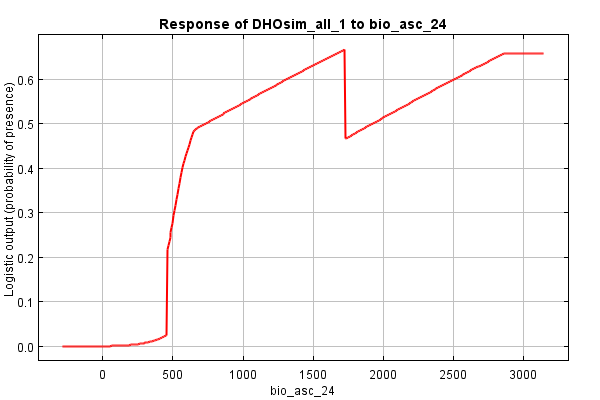 Response of DHOsim_all_1 to bio_asc_24
Logistic output (probability of presence)
0.6
0.5
0.4
0.3
0.2
0.1
0.0
0 500 1000 1500 2000 2500 3000
bio_asc_24